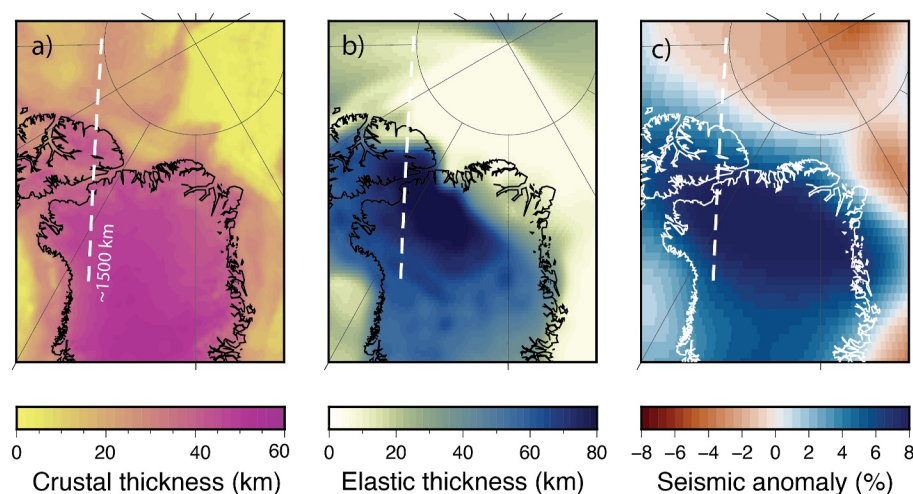 a)
b)
c)
~1500 km
0 20 40 60
0 20 40 60 80
−8 −6 −4 −2 0 2 4 6 8
Crustal thickness (km)
Elastic thickness (km)
Seismic anomaly (%)